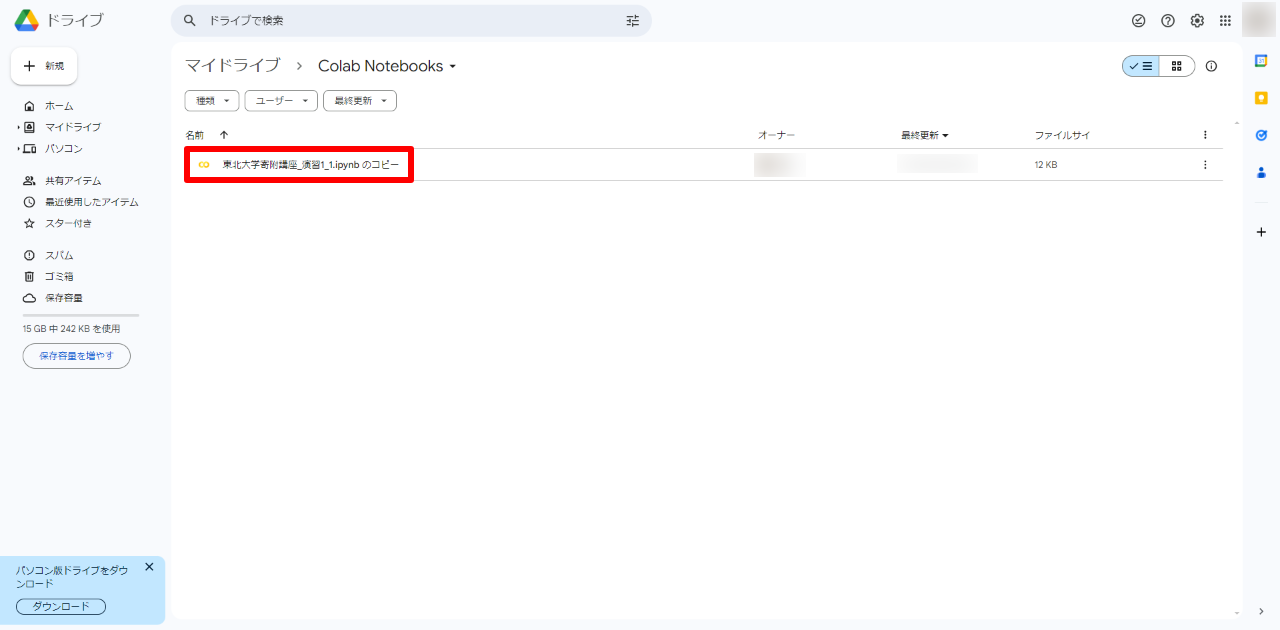 ドライブ
ドライブで検索
新規
マイドライブ
Colab Notebooks
種類
ユーザー
最終更新
ホーム
マイドライブ
パソコン
共有アイテム
最近使用したアイテム
スター付き
スパム
ゴミ箱
保存容量
15 GB 中 242 KB を使用
保存容量を増やす
名前
オーナー
最終更新
ファイルサイ
東北大学寄附講座_演習1_1.ipynb のコピー
12 KB
パソコン版ドライブをダウ
ンロード
ダウンロード